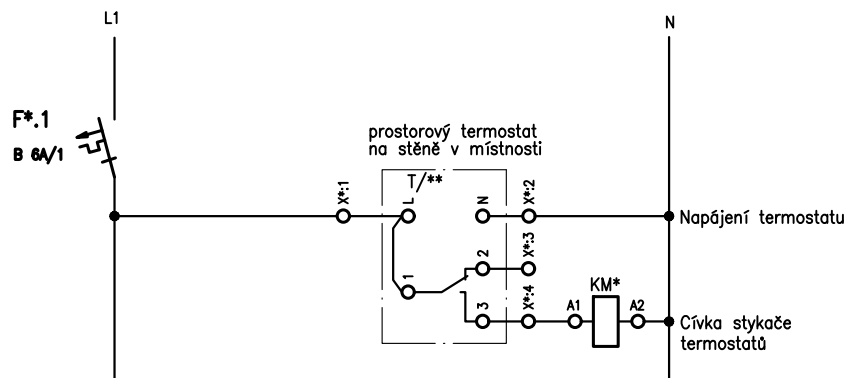 L1
N
F*.1
B 6A/1
prostorový termostat
na stěně v místnosti
T/**
X*:1
L
N
X*:2
Napájení termostatu
X*:3
2
1
KM*
X*:4
3
A1
A2
Cívka stykače
termostatů